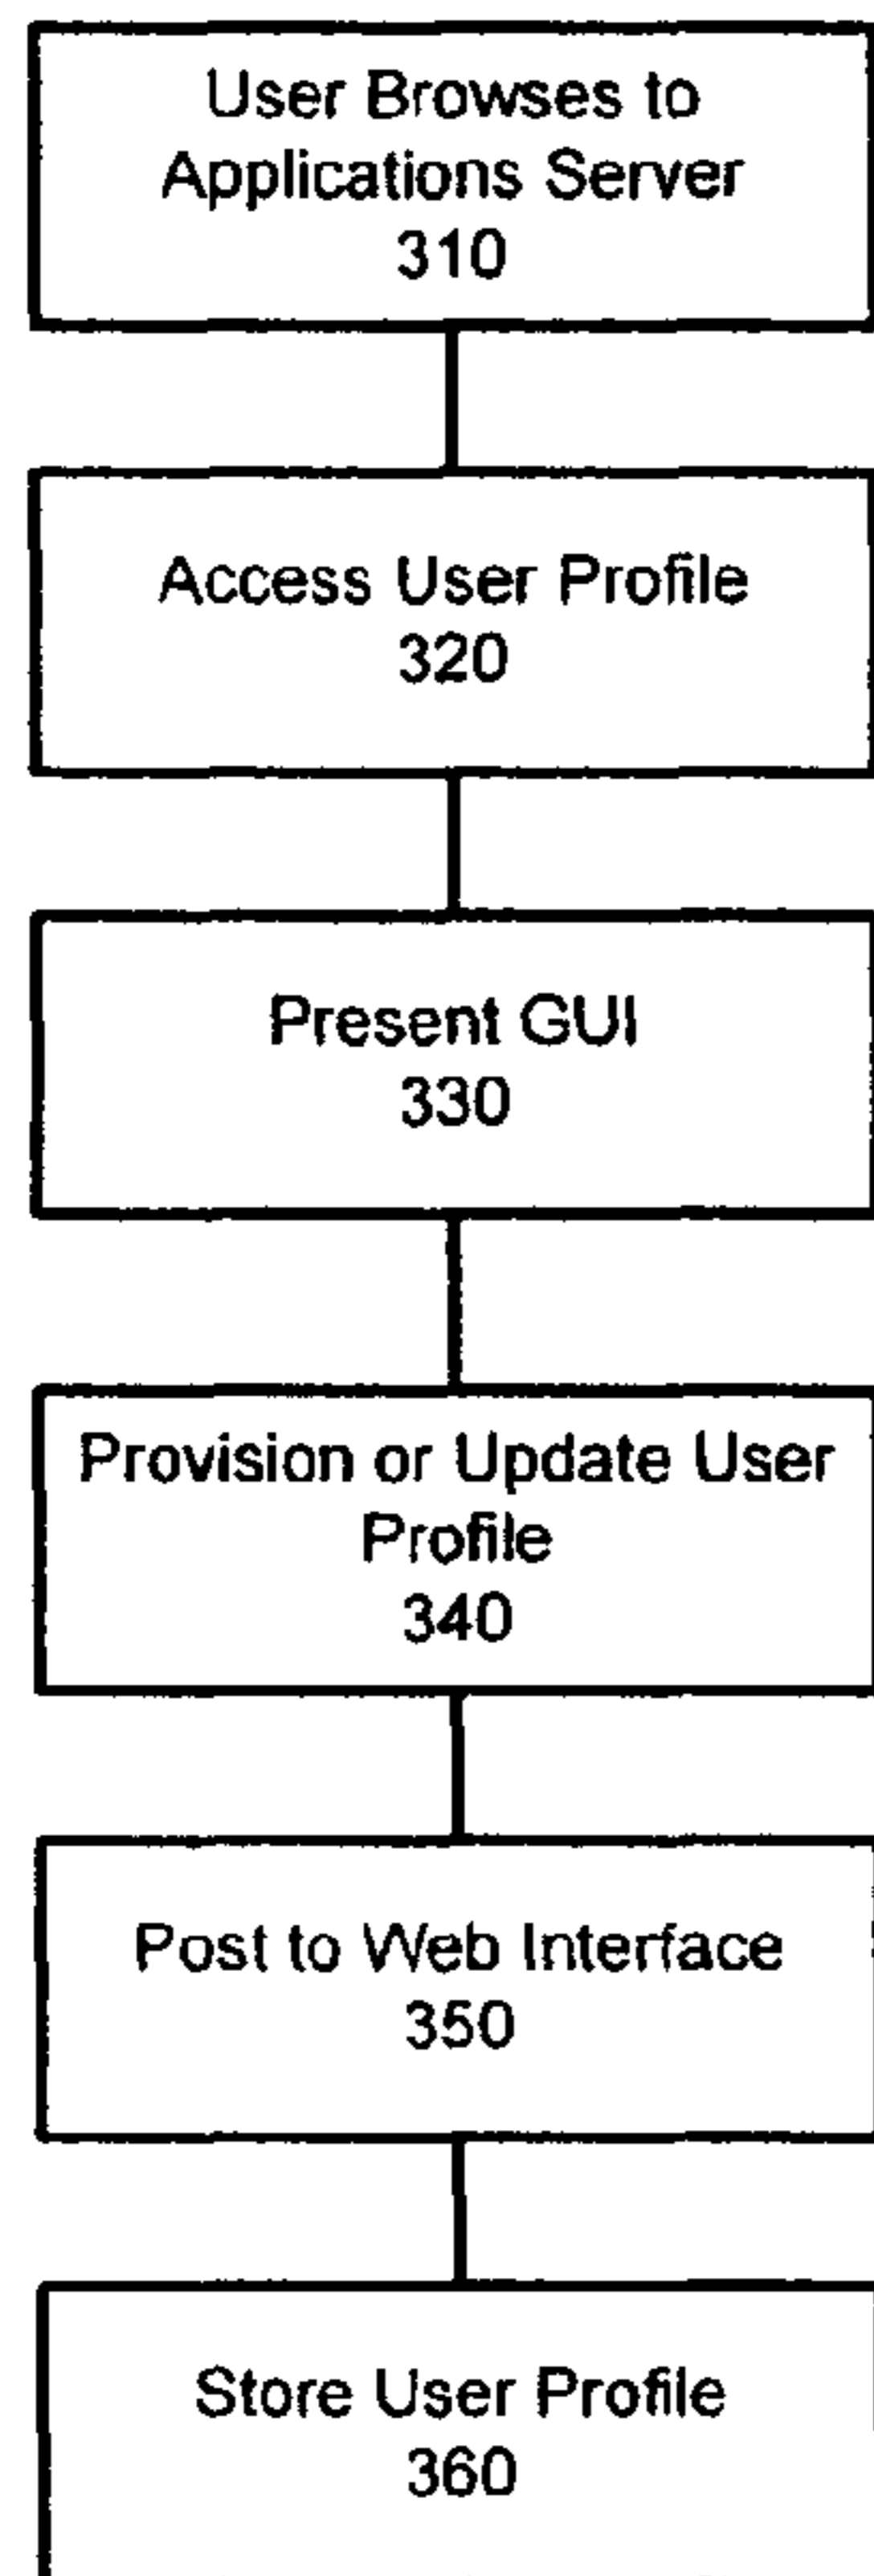 User Browses to
Applications Server
310
Access User Profile
320
Present GUI
330
Provision or Update User
Profile
340
Post to Web Interface
350
Store User Profile
360